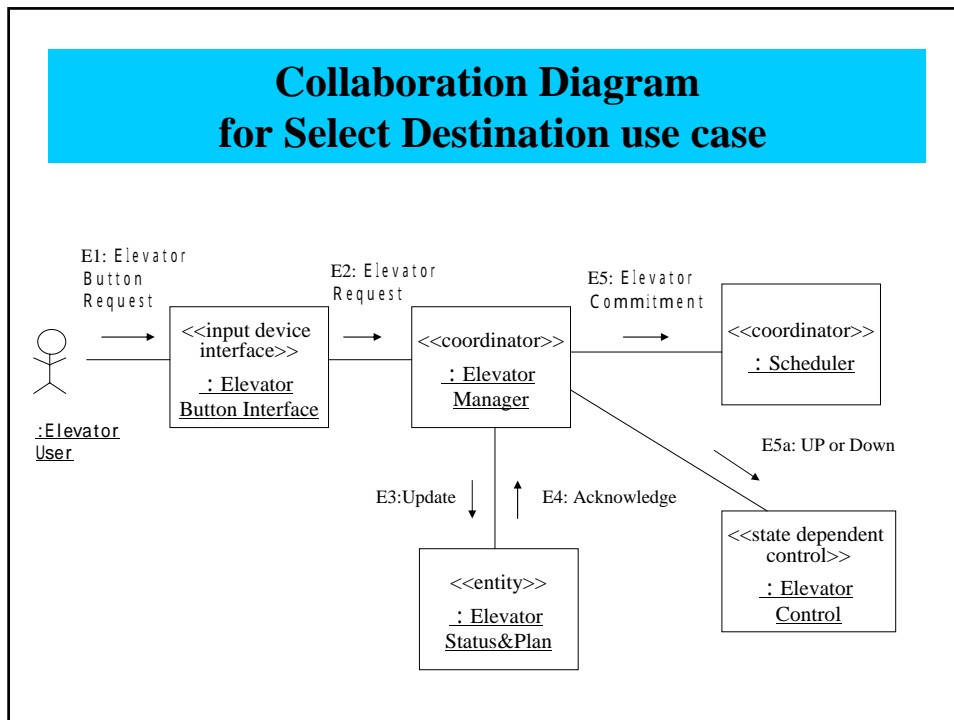 Collaboration Diagram
for Select Destination use case
E1: Elevator
Button
Request
E2: Elevator
Request
E5: Elevator
Commitment
<<input device
interface>>
: Elevator
Button Interface
<<coordinator>>
: Elevator
Manager
<<coordinator>>
: Scheduler
:Elevator
User
E5a: UP or Down
E3:Update
E4: Acknowledge
<<entity>>
: Elevator
Status&Plan
<<state dependent
control>>
: Elevator
Control